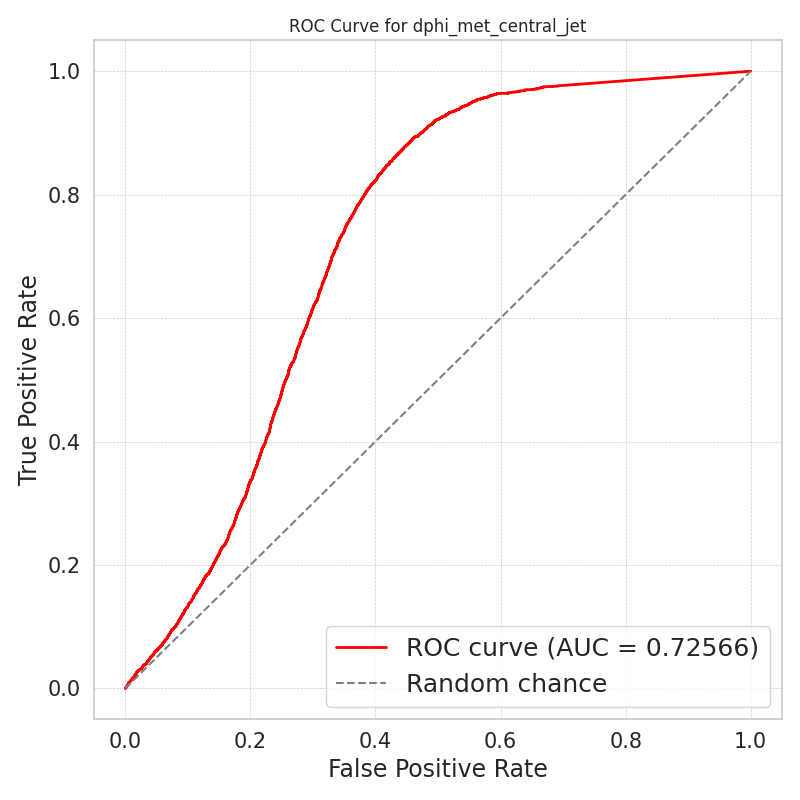 ROC Curve for dphi_met_central_jet
True Positive Rate
1.0
0.8
0.6
0.4
0.2
0.0
ROC curve (AUC = 0.72566)
Random chance
0.0 0.2 0.4 0.6 0.8 1.0
False Positive Rate